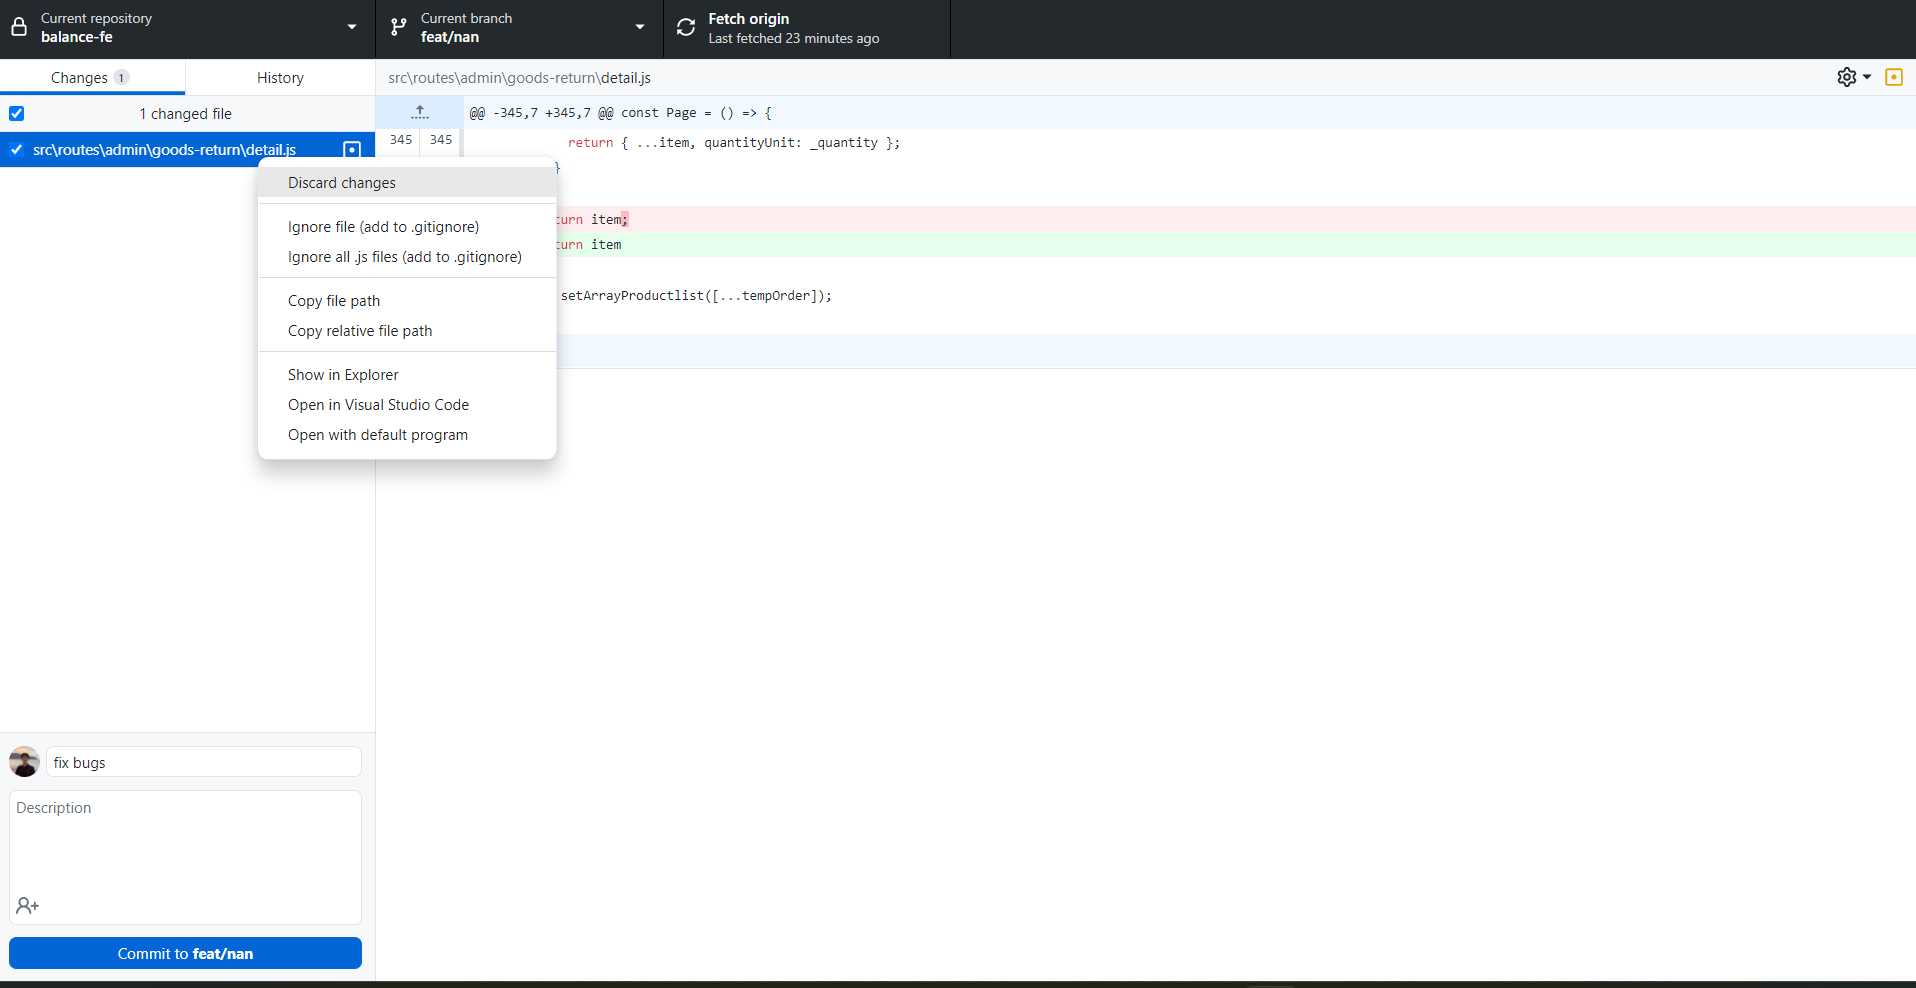 Current repository
balance-fe
Current branch
feat/nan
Fetch origin
Last fetched 23 minutes ago
Changes 1
History
src\routes\admin\goods-return\detail.js
1 changed file
@@ -345,7 +345,7 @@ const Page = () => {
src\routes\admin\goods-return\detail.js
345 345 return { ...item, quantityUnit: _quantity };
}
Discard changes
urn item;
Ignore file (add to .gitignore)
urn item
Ignore all .js files (add to .gitignore)
Copy file path
setArrayProductlist([...tempOrder]);
Copy relative file path
Show in Explorer
Open in Visual Studio Code
Open with default program
fix bugs
Description
Commit to feat/nan